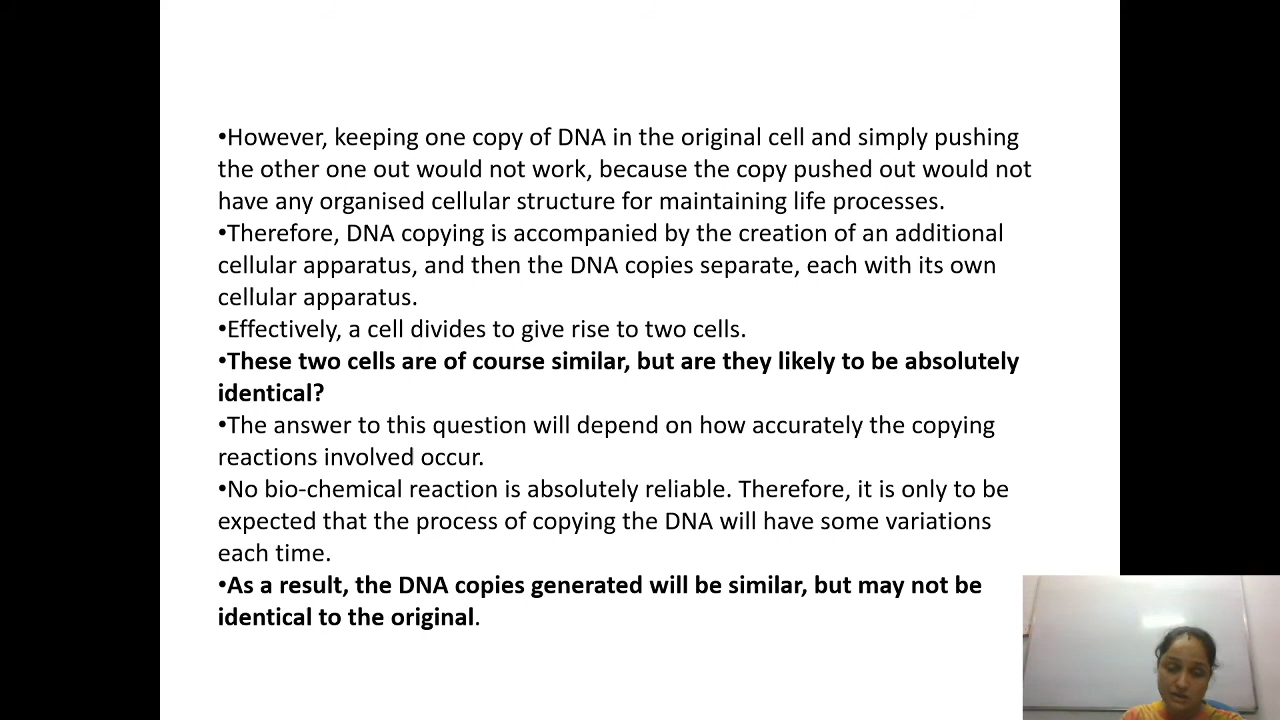 •However, keeping one copy of DNA in the original cell and simply pushing
the other one out would not work, because the copy pushed out would not
have any organised cellular structure for maintaining life processes.
•Therefore, DNA copying is accompanied by the creation of an additional
cellular apparatus, and then the DNA copies separate, each with its own
cellular apparatus.
•Effectively, a cell divides to give rise to two cells.
•These two cells are of course similar, but are they likely to be absolutely
identical?
•The answer to this question will depend on how accurately the copying
reactions involved occur.
•No bio-chemical reaction is absolutely reliable. Therefore, it is only to be
expected that the process of copying the DNA will have some variations
each time.
•As a result, the DNA copies generated will be similar, but may not be
identical to the original.